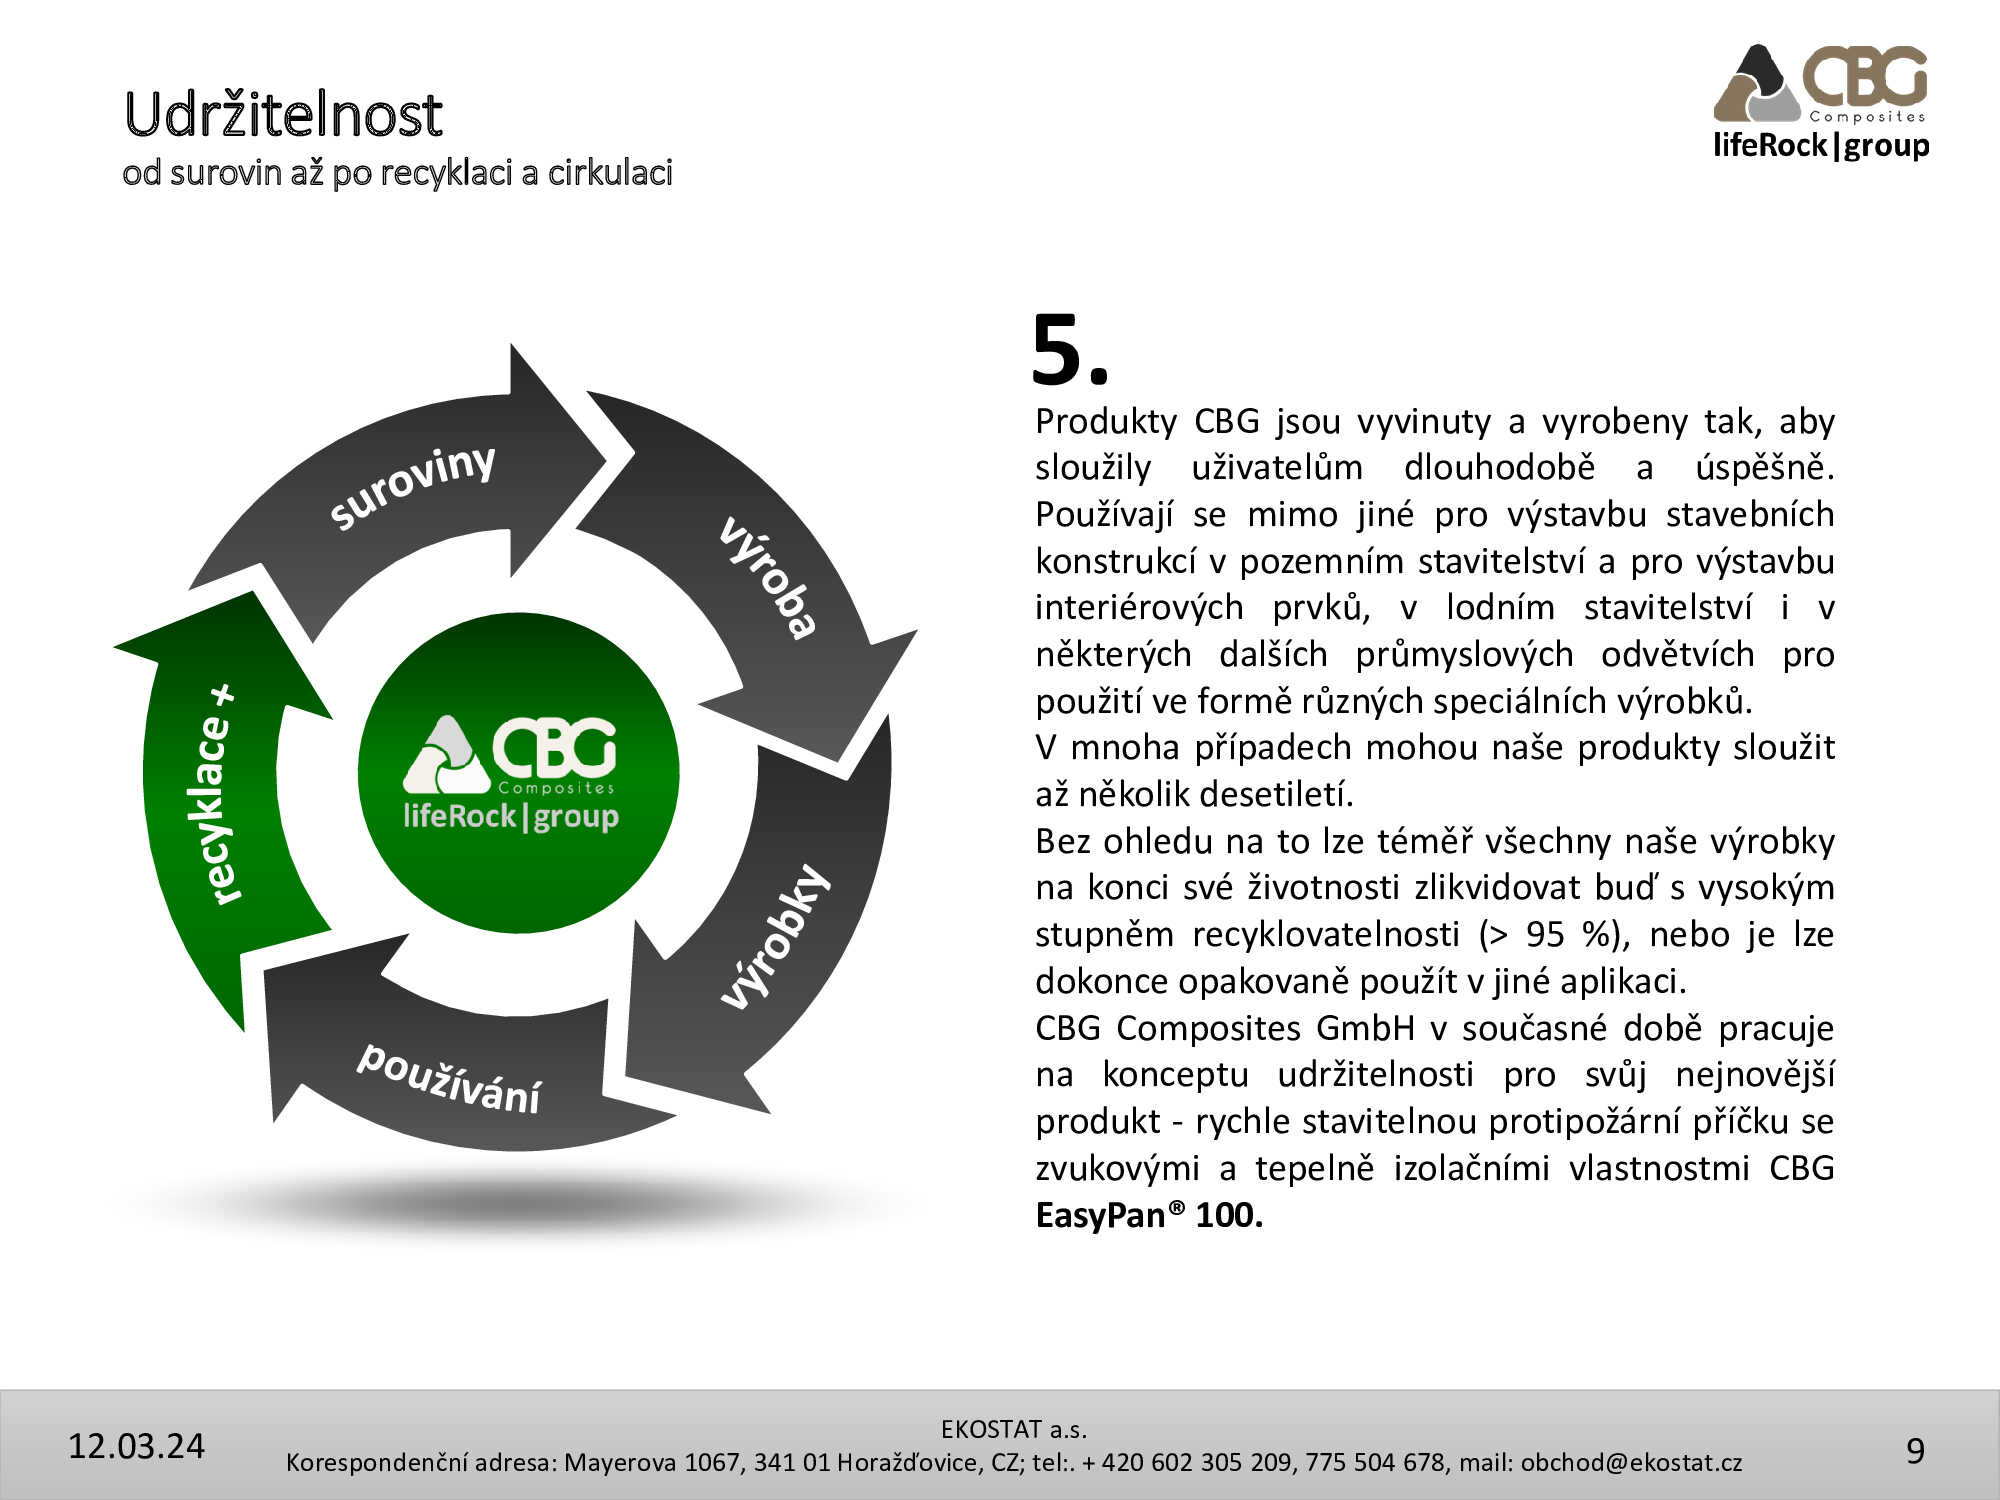 Udržitelnost
od surovin až po recyklaci a cirkulaci
CBG
Composites
lifeRock|group
suroviny
výroba
výrobky
používání
recyklace +
CBG
Composites
lifeRock|group
5.
Produkty CBG jsou vyvinuty a vyrobeny tak, aby
sloužily uživatelům dlouhodobě a úspěšně.
Používají se mimo jiné pro výstavbu stavebních
konstrukcí v pozemním stavitelství a pro výstavbu
interiérových prvků, v lodním stavitelství i v
některých dalších průmyslových odvětvích pro
použití ve formě různých speciálních výrobků.
V mnoha případech mohou naše produkty sloužit
až několik desetiletí.
Bez ohledu na to lze téměř všechny naše výrobky
na konci své životnosti zlikvidovat buď s vysokým
stupněm recyklovatelnosti (> 95 %), nebo je lze
dokonce opakovaně použít v jiné aplikaci.
CBG Composites GmbH v současné době pracuje
na konceptu udržitelnosti pro svůj nejnovější
produkt - rychle stavitelnou protipožární příčku se
zvukovými a tepelně izolačními vlastnostmi CBG
EasyPan® 100.
12.03.24
EKOSTAT a.s.
Korespondenční adresa: Mayerova 1067, 341 01 Horažďovice, CZ; tel:. + 420 602 305 209, 775 504 678, mail: obchod@ekostat.cz
9